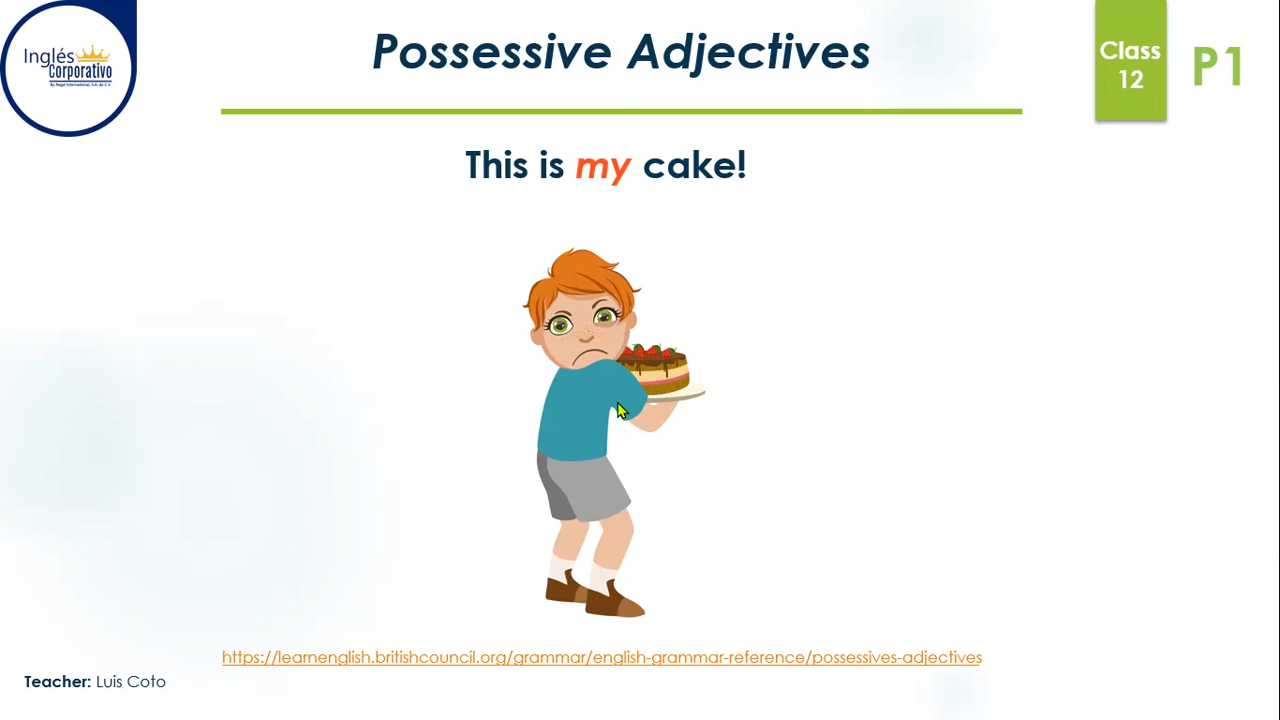 Inglés
Corporativo
By Regal International, S.A. de C.V.
Possessive Adjectives
Class
12
P1
This is my cake!
https://learnenglish.britishcouncil.org/grammar/english-grammar-reference/possessives-adjectives
Teacher: Luis Coto